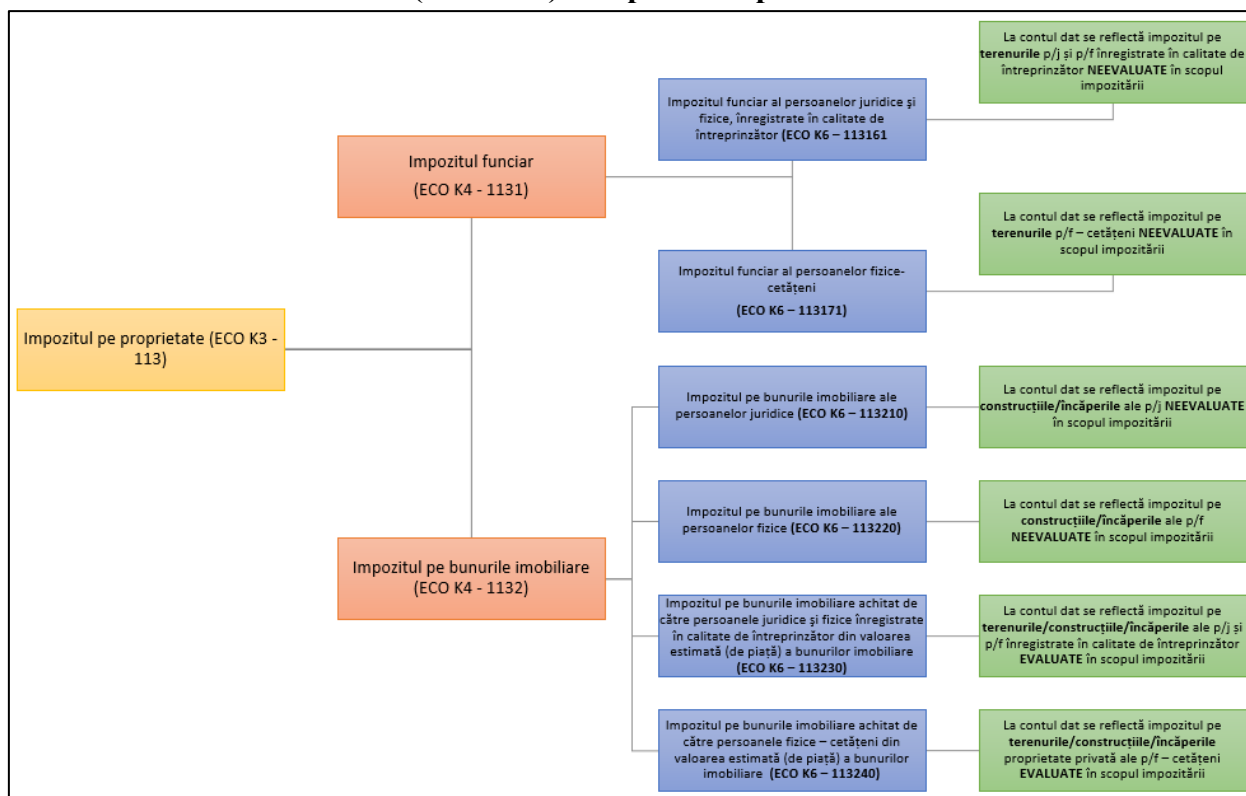 Impozitul pe proprietate (ECO K3 -
113)
Impozitul funciar
(ECO K4 - 1131)
Impozitul funciar al persoanelor juridice şi
fizice, înregistrate în calitate de
întreprinzător (ECO K6 – 113161
La contul dat se reflectă impozitul pe
terenurile p/j și p/f înregistrate în calitate de
întreprinzător NEEVALUATE în scopul
impozitării
Impozitul funciar al persoanelor fizice-
cetățeni
(ECO K6 – 113171)
La contul dat se reflectă impozitul pe
terenurile p/f – cetățeni NEEVALUATE în
scopul impozitării
Impozitul pe bunurile imobiliare
(ECO K4 - 1132)
Impozitul pe bunurile imobiliare ale
persoanelor juridice (ECO K6 – 113210)
La contul dat se reflectă impozitul pe
construcțiile/încăperile ale p/j NEEVALUATE
în scopul impozitării
Impozitul pe bunurile imobiliare ale
persoanelor fizice (ECO K6 – 113220)
La contul dat se reflectă impozitul pe
construcțiile/încăperile ale p/f
NEEVALUATE în scopul impozitării
Impozitul pe bunurile imobiliare achitat de
către persoanele juridice şi fizice înregistrate
în calitate de întreprinzător din valoarea
estimată (de piață) a bunurilor imobiliare
(ECO K6 – 113230)
La contul dat se reflectă impozitul pe
terenurile/construcțiile/încăperile ale p/j și
p/f înregistrate în calitate de întreprinzător
EVALUATE în scopul impozitării
Impozitul pe bunurile imobiliare achitat de
către persoanele fizice – cetățeni din
valoarea estimată (de piață) a bunurilor
imobiliare (ECO K6 – 113240)
La contul dat se reflectă impozitul pe
terenurile/construcțiile/încăperile
proprietate privată ale p/f – cetățeni
EVALUATE în scopul impozitării